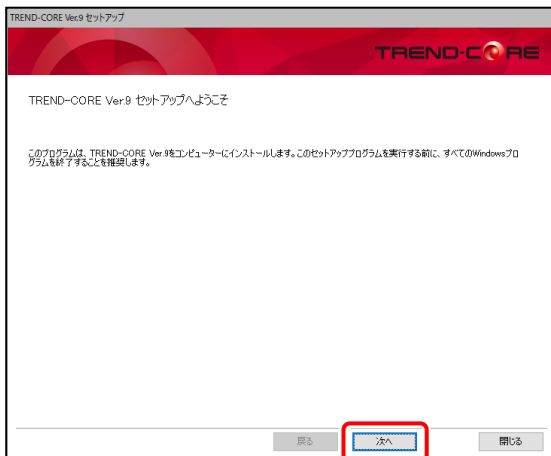 TREND-CORE Ver.9 セットアップ
TREND-CORE
TREND-CORE Ver.9 セットアップへようこそ
このプログラムは、TREND-CORE Ver.9をコンピューターにインストールします。このセットアッププログラムを実行する前に、すべてのWindowsプロ
グラムを終了することを推奨します。
戻る
次へ
閉じる